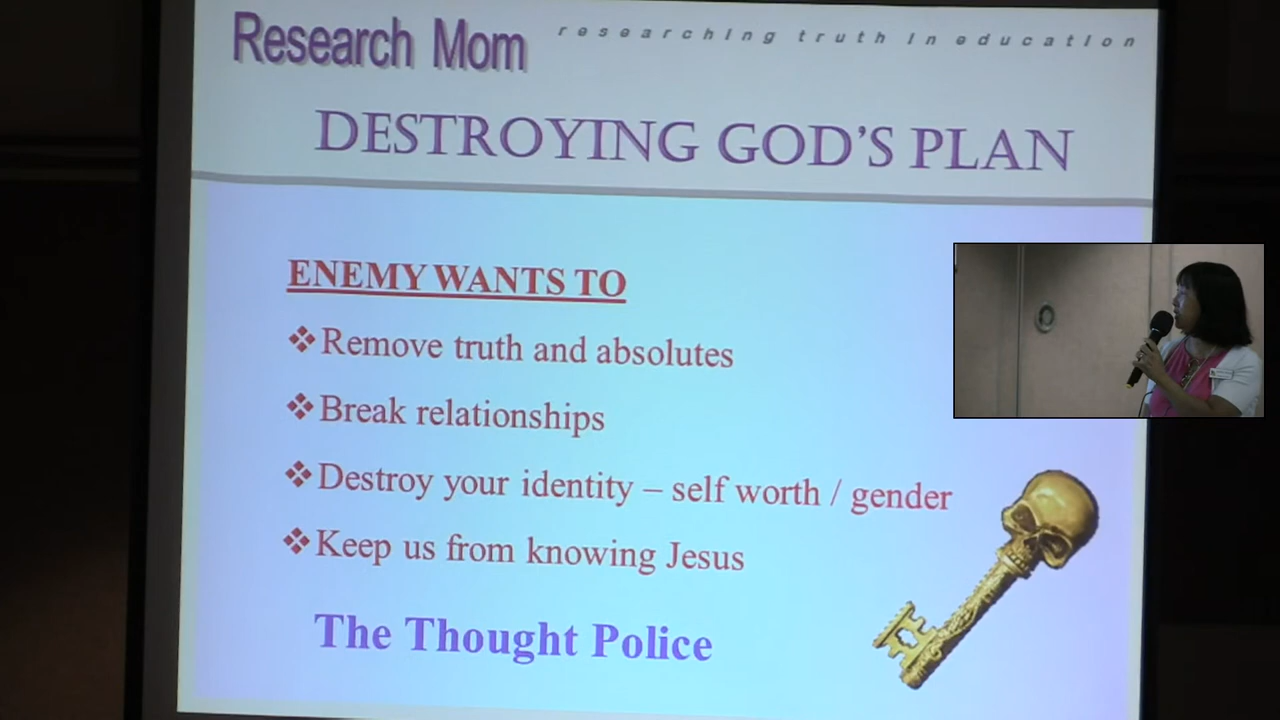 Research Mom researching truth in education
DESTROYING GOD'S PLAN
ENEMY WANTS TO
Remove truth and absolutes
Break relationships
Destroy your identity – self worth / gender
Keep us from knowing Jesus
The Thought Police